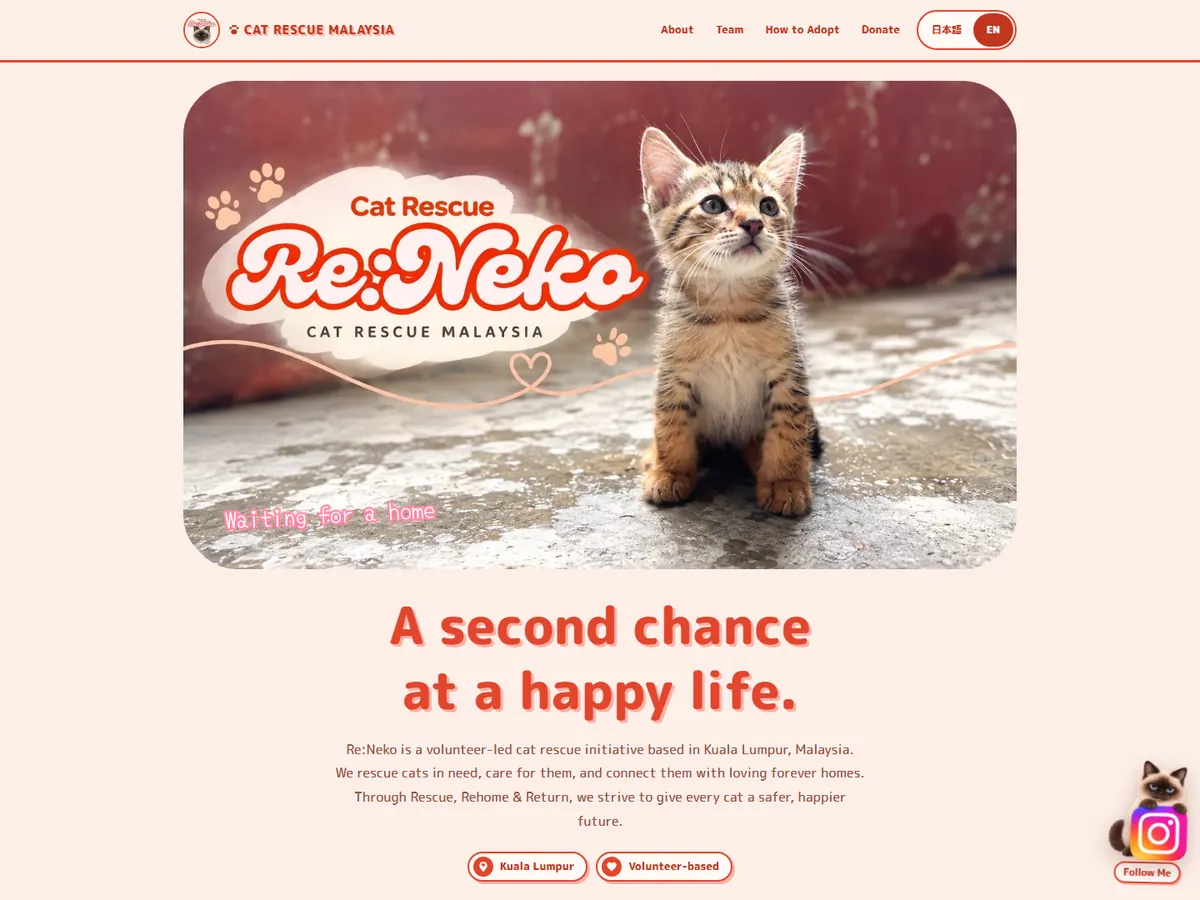 CAT RESCUE MALAYSIA
About
Team
How to Adopt
Donate
日本語
EN
Cat Rescue
Re:Neko
CAT RESCUE MALAYSIA
Waiting for a home
A second chance
at a happy life.
Re:Neko is a volunteer-led cat rescue initiative based in Kuala Lumpur, Malaysia.
We rescue cats in need, care for them, and connect them with loving forever homes.
Through Rescue, Rehome & Return, we strive to give every cat a safer, happier
future.
Kuala Lumpur
Volunteer-based
Follow Me